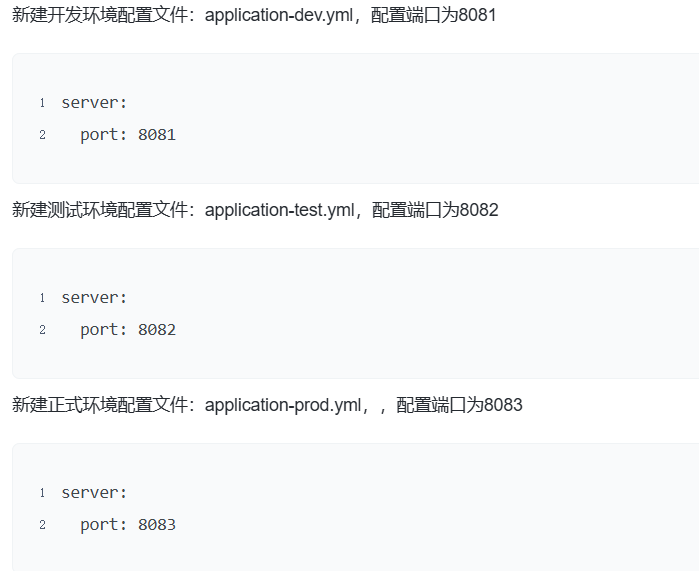 新建开发环境配置文件：application-dev.yml，配置端口为8081
1 server:
2   port: 8081
新建测试环境配置文件：application-test.yml，配置端口为8082
1 server:
2   port: 8082
新建正式环境配置文件：application-prod.yml，，配置端口为8083
1 server:
2   port: 8083